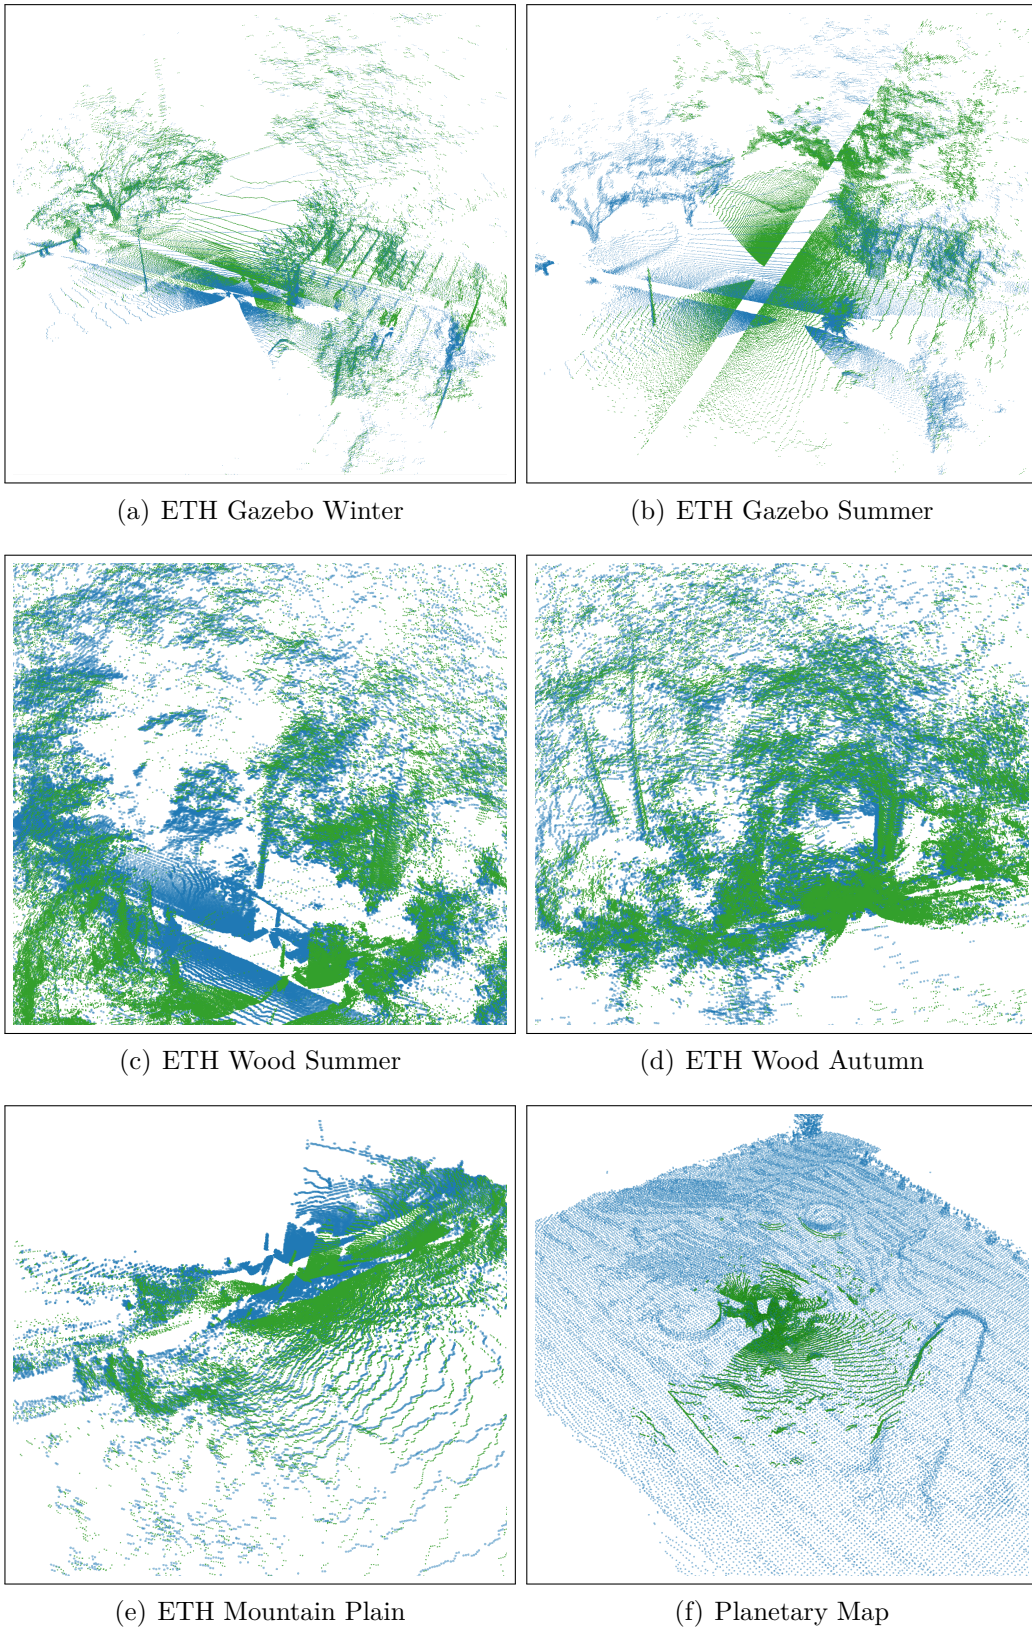 (a) ETH Gazebo Winter
(b) ETH Gazebo Summer
(c) ETH Wood Summer
(d) ETH Wood Autumn
(e) ETH Mountain Plain
(f) Planetary Map